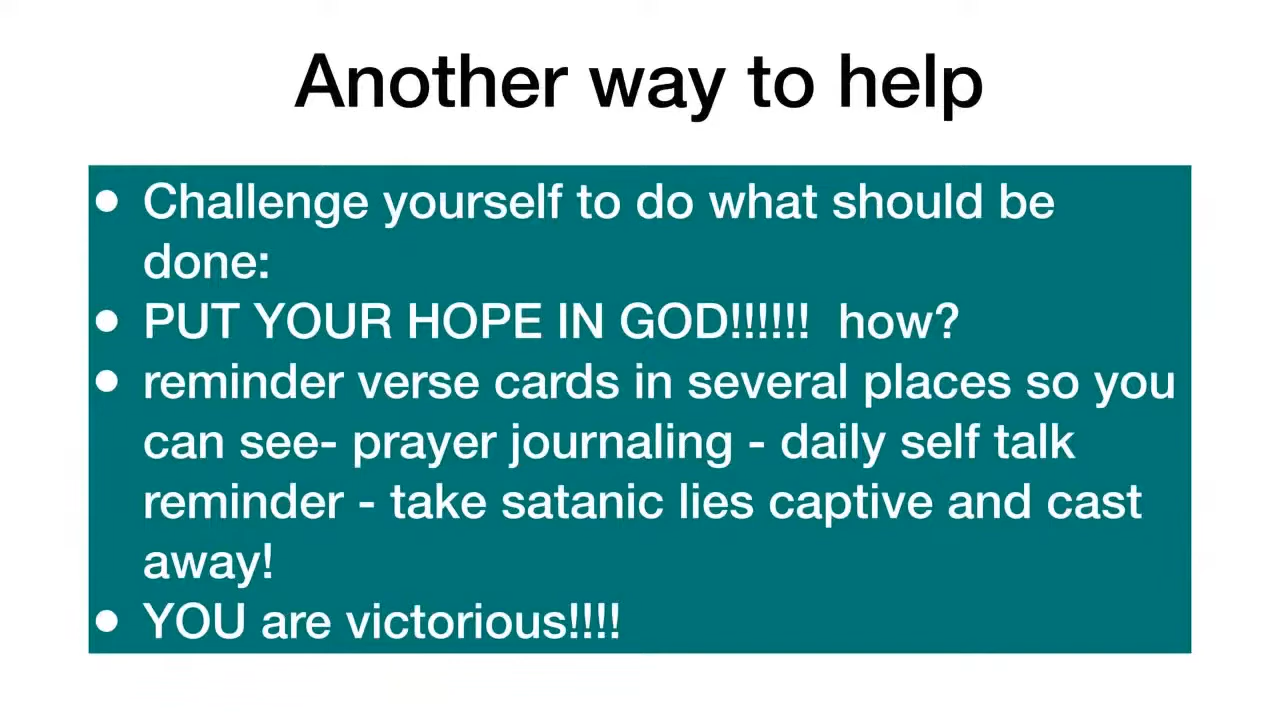 Another way to help
• Challenge yourself to do what should be
done:
• PUT YOUR HOPE IN GOD!!!!!!  how?
• reminder verse cards in several places so you
can see- prayer journaling - daily self talk
reminder - take satanic lies captive and cast
away!
• YOU are victorious!!!!